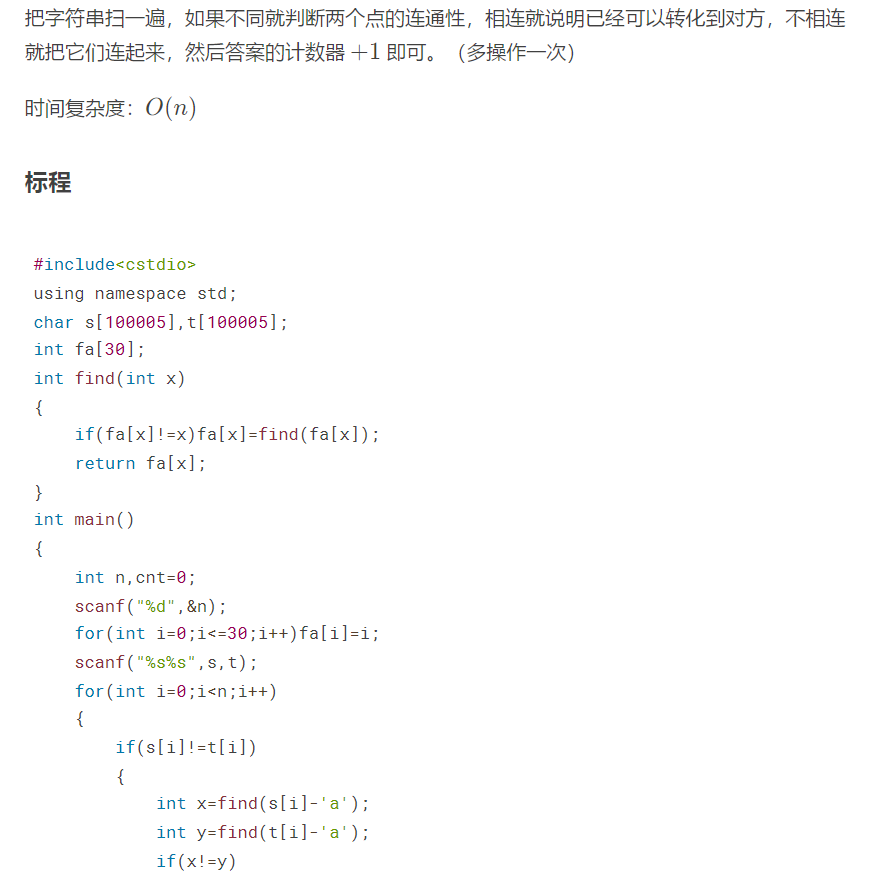 把字符串扫一遍，如果不同就判断两个点的连通性，相连就说明已经可以转化到对方，不相连
就把它们连起来，然后答案的计数器 +1 即可。（多操作一次）
时间复杂度：O(n)
标程
#include<cstdio>
using namespace std;
char s[100005],t[100005];
int fa[30];
int find(int x)
{
    if(fa[x]!=x)fa[x]=find(fa[x]);
    return fa[x];
}
int main()
{
    int n,cnt=0;
    scanf("%d",&n);
    for(int i=0;i<=30;i++)fa[i]=i;
    scanf("%s%s",s,t);
    for(int i=0;i<n;i++)
    {
        if(s[i]!=t[i])
        {
            int x=find(s[i]-'a');
            int y=find(t[i]-'a');
            if(x!=y)